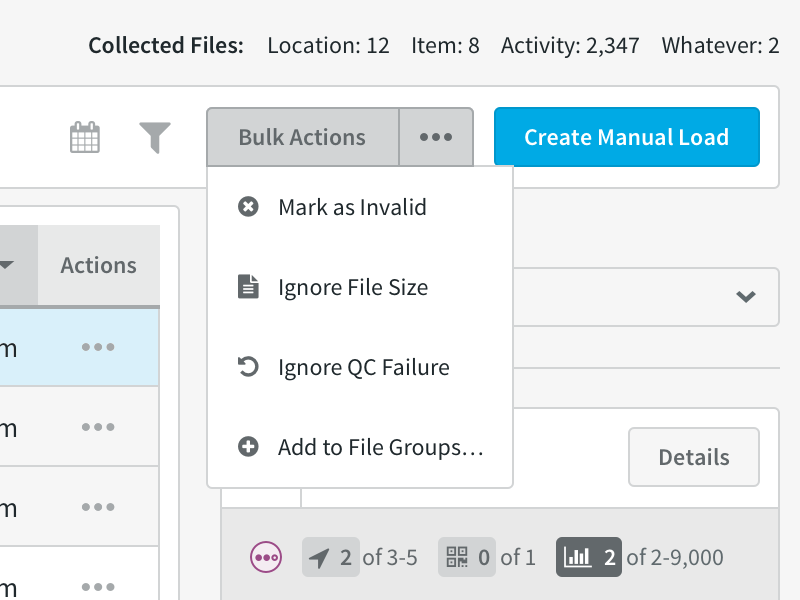 Collected Files: Location: 12 Item: 8 Activity: 2,347 Whatever: 2
Bulk Actions
Create Manual Load
Mark as Invalid
Actions
Ignore File Size
m
Ignore QC Failure
m
Add to File Groups…
Details
m
2 of 3-5 0 of 1 2 of 2-9,000
m